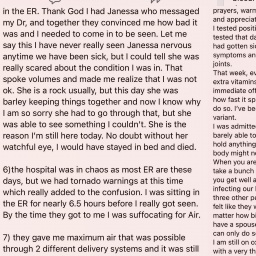 in the ER. Thank God I had Janessa who messaged
my Dr, and together they convinced me how bad it
was and I needed to come in to be seen. Let me
say this I have never really seen Janessa nervous
anytime we have been sick, but I could tell she was
really scared about the condition I was in. That
spoke volumes and made me realize that I was not
ok. She is a rock usually, but this day she was
barley keeping things together and now I know why
I am so sorry she had to go through that, but she
was able to see something I couldn't. She is the
reason I'm still here today. No doubt without her
watchful eye, I would have stayed in bed and died.
6)the hospital was in chaos as most ER are these
days, but we had tornado warnings at this time
which really added to the confusion. I was sitting in
the ER for nearly 6.5 hours before I really got seen.
By the time they got to me I was suffocating for Air.
7) they gave me maximum air that was possible
through 2 different delivery systems and it was still
prayers, warm
and appreciat
I tested positi
tested that da
had gotten sic
symptoms an
joints.
That week, ev
extra vitamins
immediate oft
how fast it sp
do so. I've be
variant.
I was admitte
barely able to
hold anything
body might ne
When you are
take a bunch
you get well a
infecting our l
three other pe
felt like they w
matter how bi
have a spouse
can only do s
I am still on o
with a very th